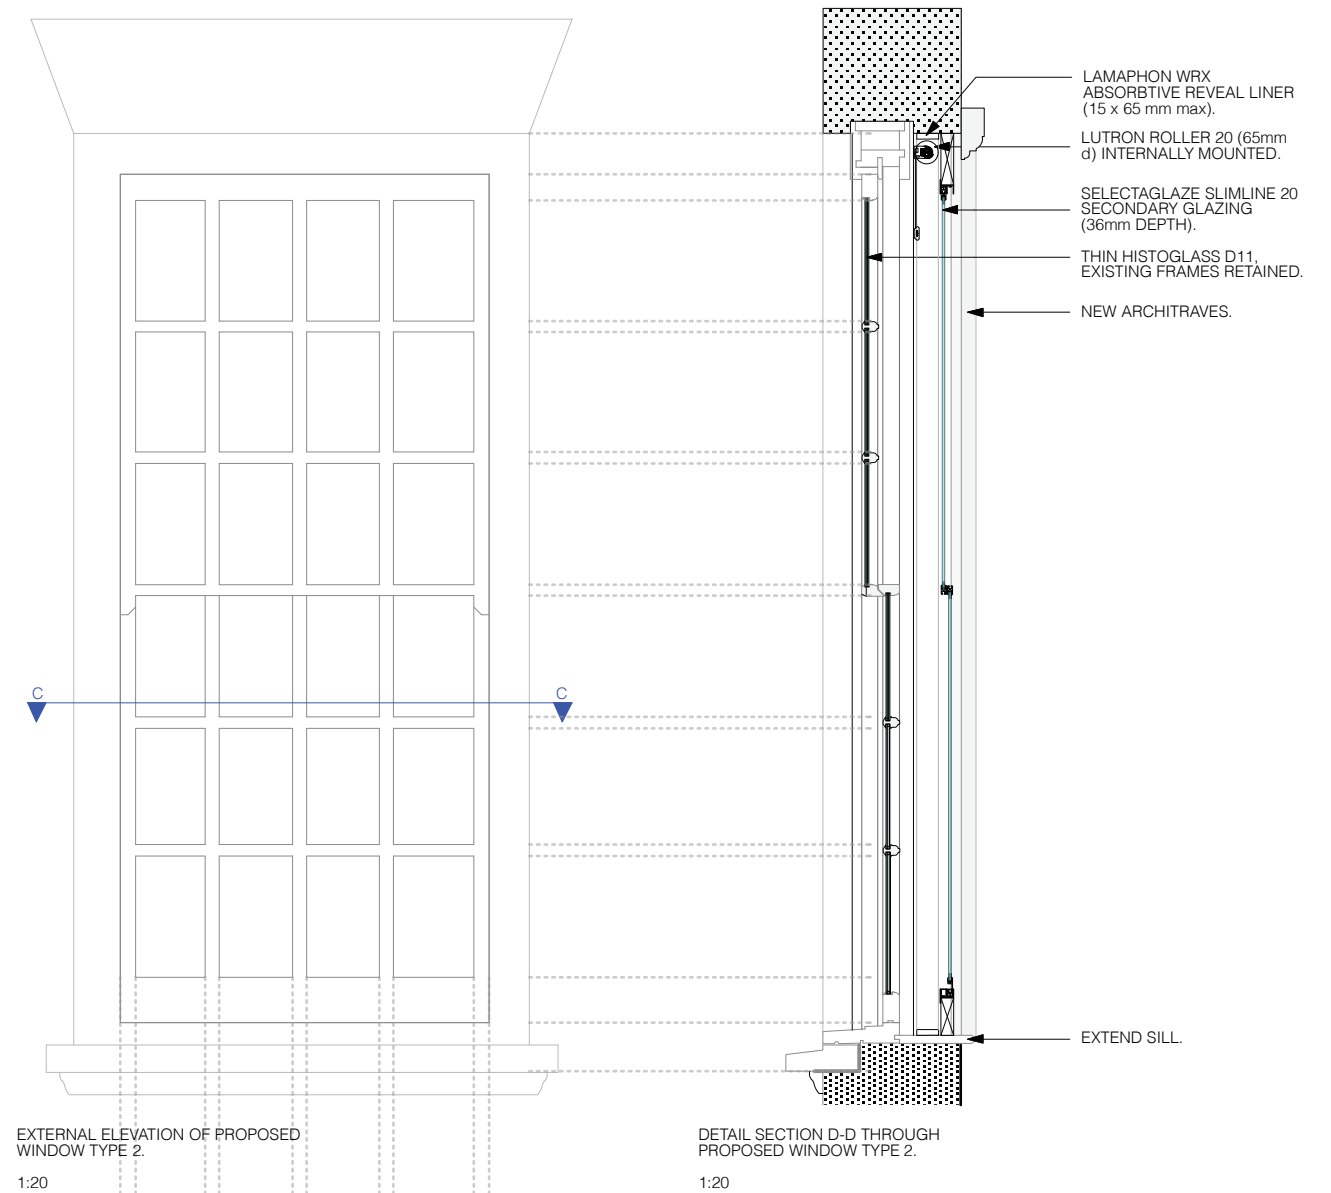 LAMAPHON WRX
ABSORBTIVE REVEAL LINER
(15 x 65 mm max).
LUTRON ROLLER 20 (65mm
d) INTERNALLY MOUNTED.
SELECTAGLAZE SLIMLINE 20
SECONDARY GLAZING
(36mm DEPTH).
THIN HISTOGLASS D11,
EXISTING FRAMES RETAINED.
NEW ARCHITRAVES.
C
C
EXTEND SILL.
EXTERNAL ELEVATION OF PROPOSED
WINDOW TYPE 2.
1:20
DETAIL SECTION D-D THROUGH
PROPOSED WINDOW TYPE 2.
1:20